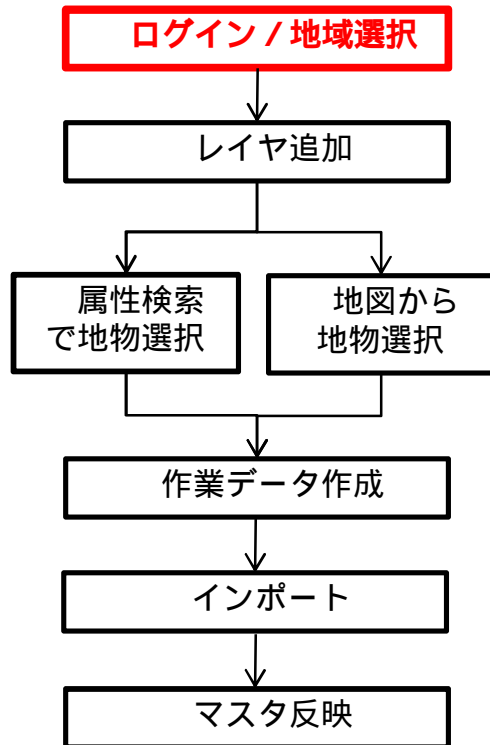 ログイン / 地域選択
レイヤ追加
属性検索
で地物選択
地図から
地物選択
作業データ作成
インポート
マスタ反映